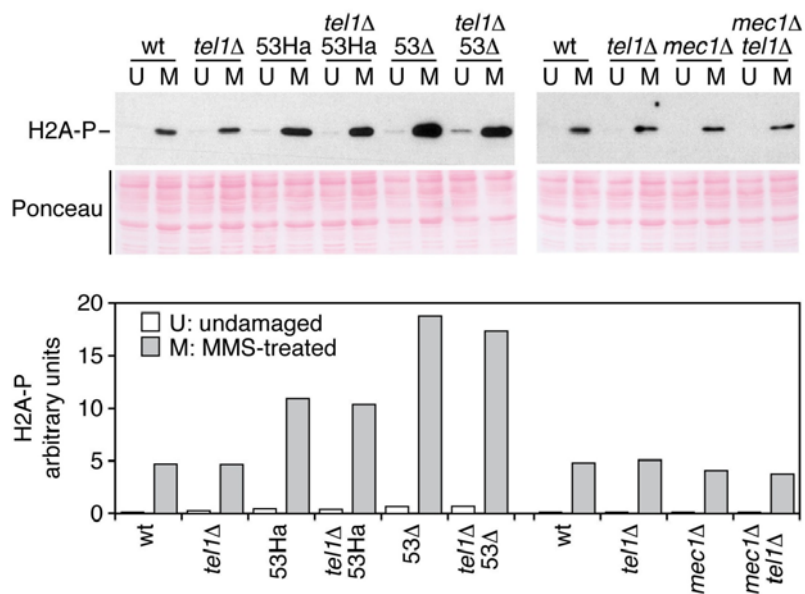 tel1Δ mec1Δ
wt tel1Δ 53Ha 53Ha 53Δ 53Δ wt tel1Δ mec1Δ tel1Δ
tel1Δ
U M U M U M U M U M U M U M U M U M U M
H2A-P
Ponceau
20
15
10
5
0
H2A-P
arbitrary units
U: undamaged
M: MMS-treated
wt
tel1Δ
53Ha
tel1Δ
53Ha
53Δ
tel1Δ
53Δ
wt
tel1Δ
mec1Δ
mec1Δ
tel1Δ